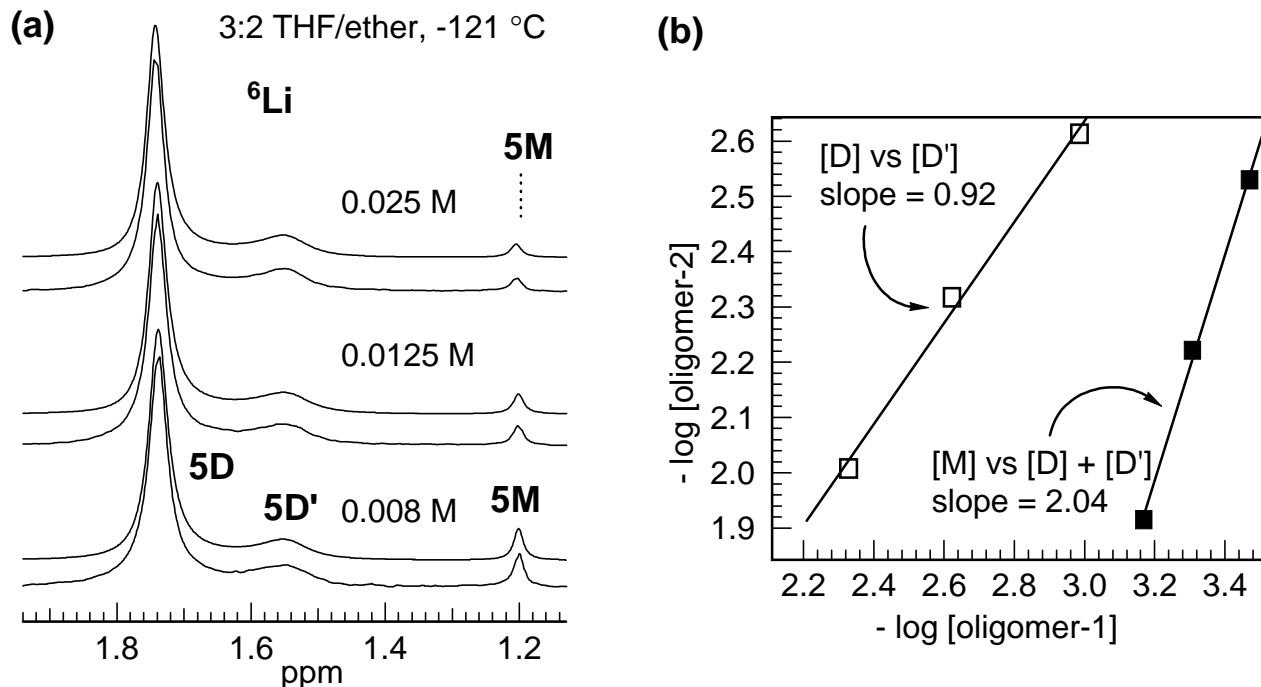 (a)
3:2 THF/ether, -121 °C
⁶Li
5M
0.025 M
0.0125 M
5D
5D'
0.008 M
5M
1.8 1.6 1.4 1.2
ppm
(b)
2.6
2.5
2.4
2.3
2.2
2.1
2.0
1.9
- log [oligomer-2]
[D] vs [D']
slope = 0.92
[M] vs [D] + [D']
slope = 2.04
2.2 2.4 2.6 2.8 3.0 3.2 3.4
- log [oligomer-1]